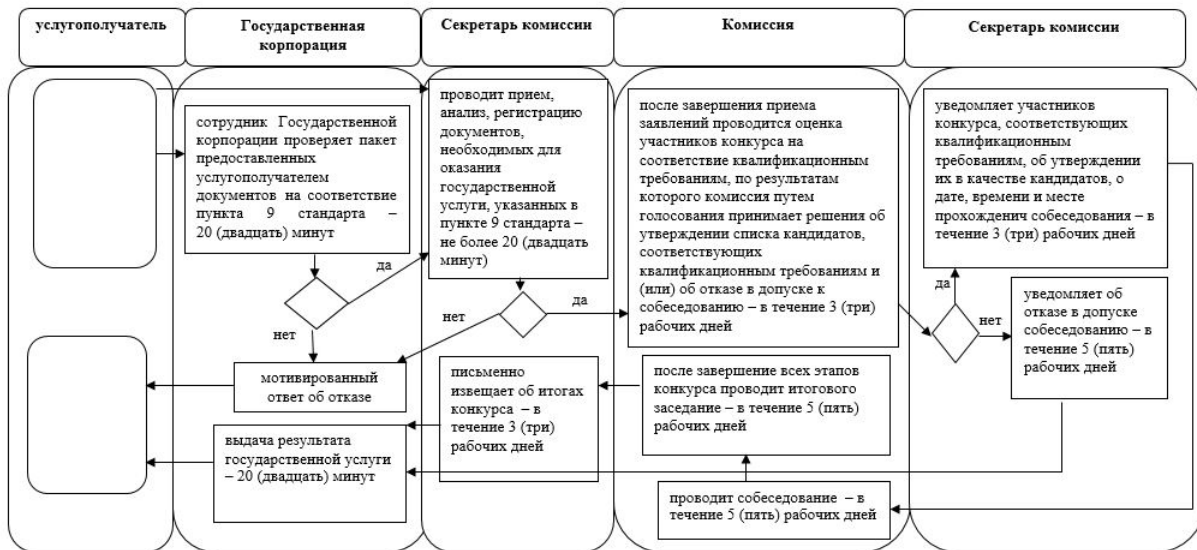 услугополучатель
Государственная
корпорация
Секретарь комиссии
Комиссия
Секретарь комиссии
сотрудник Государственной
корпорации проверяет пакет
предоставленных
услугополучателем
документов на соответствие
пункта 9 стандарта –
20 (двадцать) минут
да
нет
мотивированный
ответ об отказе
выдача результата
государственной услуги
– 20 (двадцать) минут
проводит прием,
анализ, регистрацию
документов,
необходимых для
оказания
государственной
услуги, указанных в
пункте 9 стандарта –
не более 20 (двадцать
минут)
нет
да
письменно
извещает об итогах
конкурса – в
течение 3 (три)
рабочих дней
после завершения приема
заявлений проводится оценка
участников конкурса на
соответствие квалификационным
требованиям, по результатам
которого комиссия путем
голосования принимает решения об
утверждении списка кандидатов,
соответствующих
квалификационным требованиям и
(или) об отказе в допуске к
собеседованию – в течение 3 (три)
рабочих дней
после завершение всех этапов
конкурса проводит итогового
заседание – в течение 5 (пять)
рабочих дней
проводит собеседование – в
течение 5 (пять) рабочих дней
уведомляет участников
конкурса, соответствующих
квалификационным
требованиям, об утверждении
их в качестве кандидатов, о
дате, времени и месте
прохожденич собеседования – в
течение 3 (три) рабочих дней
да
нет
уведомляет об
отказе в допуске
собеседованию – в
течение 5 (пять)
рабочих дней